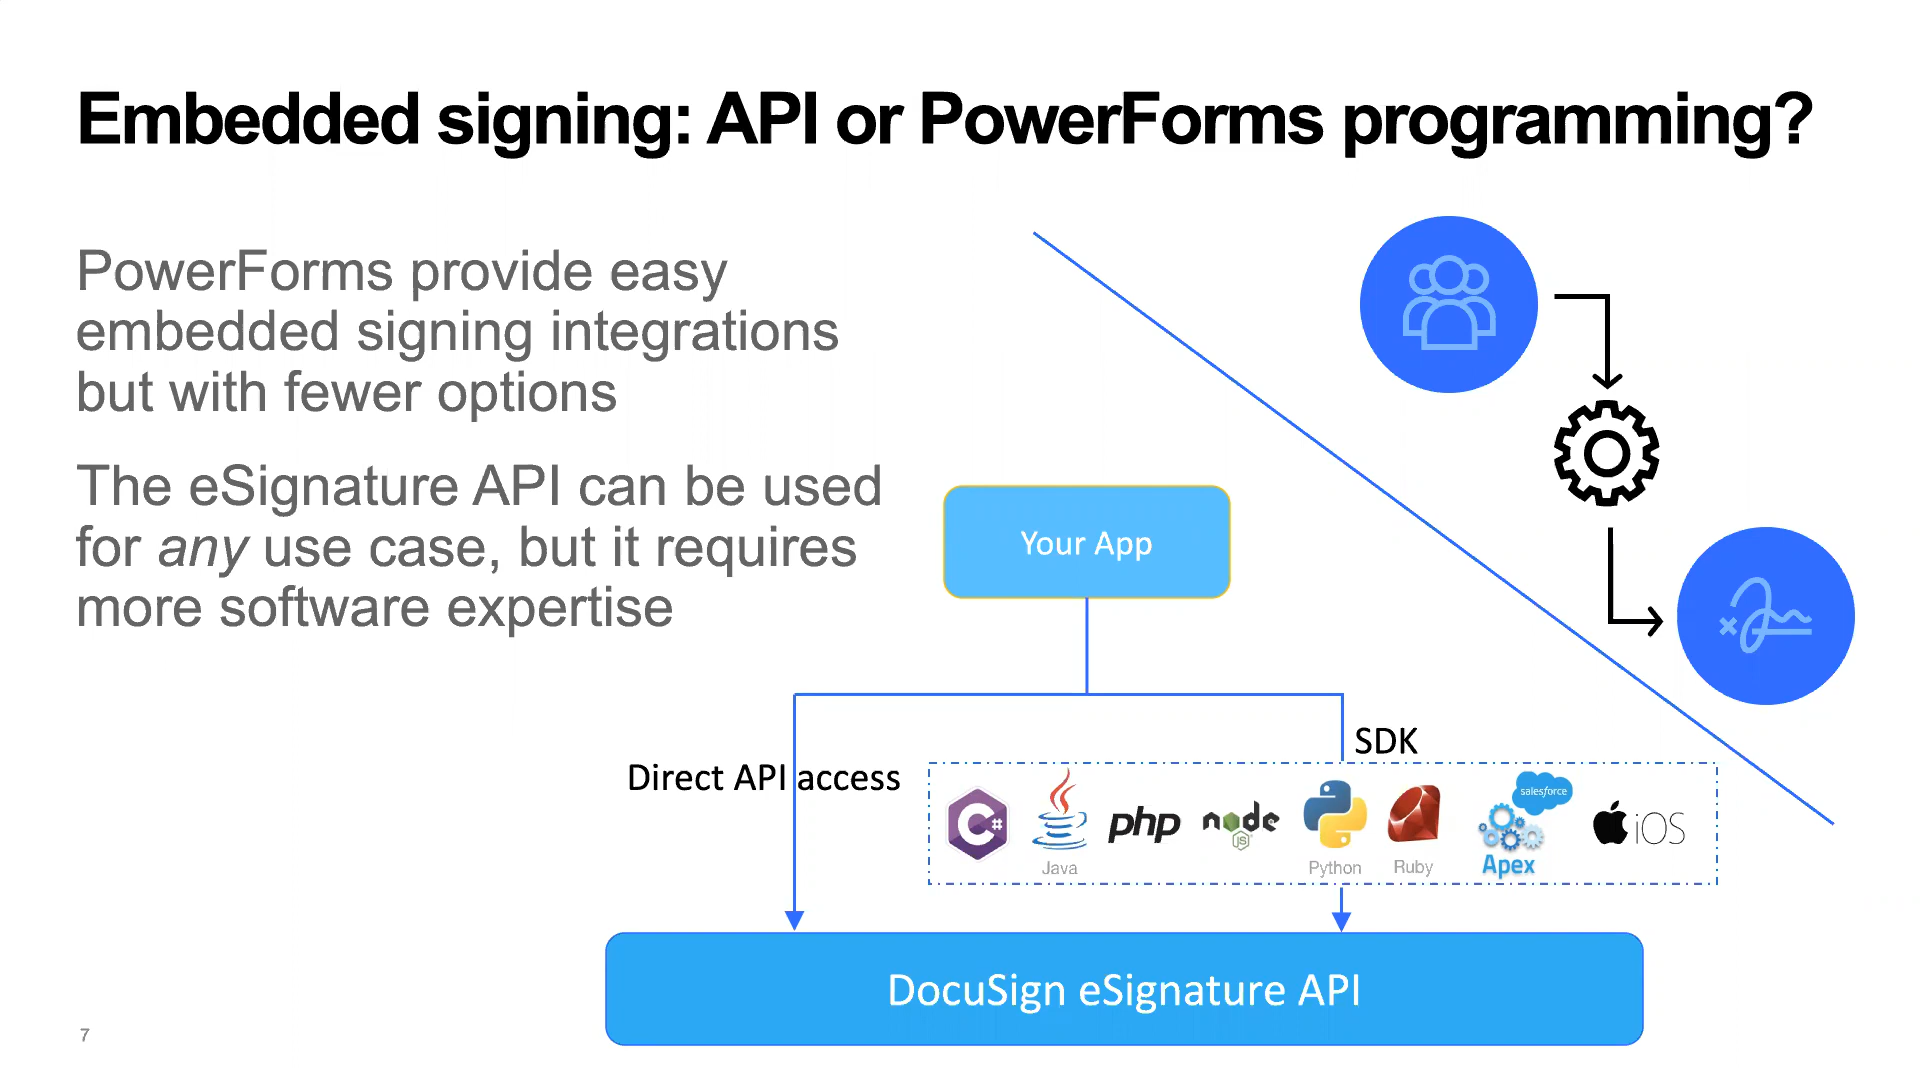 Embedded signing: API or PowerForms programming?
PowerForms provide easy
embedded signing integrations
but with fewer options
The eSignature API can be used
for any use case, but it requires
more software expertise
Your App
SDK
Direct API access
C#
Java
php
node
JS
Python
Ruby
salesforce
Apex
iOS
DocuSign eSignature API
7